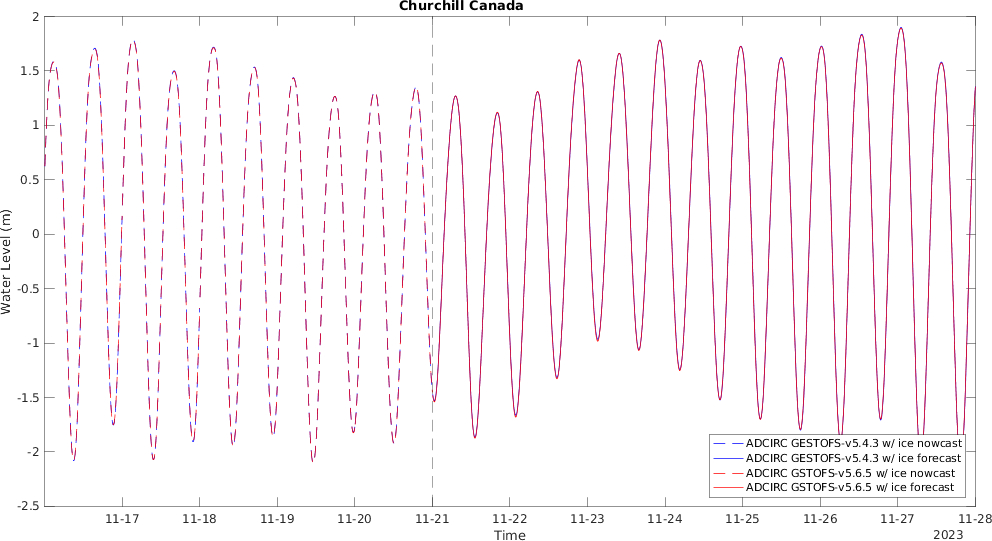 Churchill Canada
2
1.5
1
0.5
0
-0.5
-1
-1.5
-2
-2.5
Water Level (m)
ADCIRC GESTOFS-v5.4.3 w/ ice nowcast
ADCIRC GESTOFS-v5.4.3 w/ ice forecast
ADCIRC GSTOFS-v5.6.5 w/ ice nowcast
ADCIRC GSTOFS-v5.6.5 w/ ice forecast
11-17 11-18 11-19 11-20 11-21 11-22 11-23 11-24 11-25 11-26 11-27 11-28
Time
2023